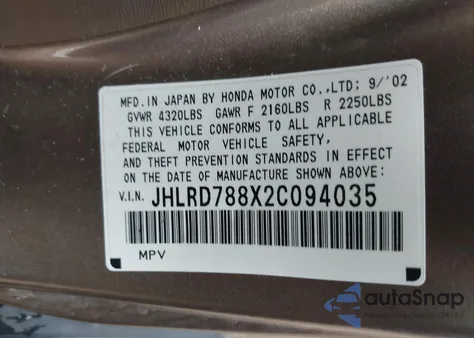 MFD.IN JAPAN BY HONDA MOTOR CO.,LTD; 9/'02
GVWR 4320LBS GAWR F 2160LBS R 2250LBS
THIS VEHICLE CONFORMS TO ALL APPLICABLE
FEDERAL MOTOR VEHICLE SAFETY,
AND THEFT PREVENTION STANDARDS IN EFFECT
ON THE DATE OF MANUFACTURE SHOWN ABOVE:
V.I.N. JHLRD788X2C094035
MPV
autoSnap